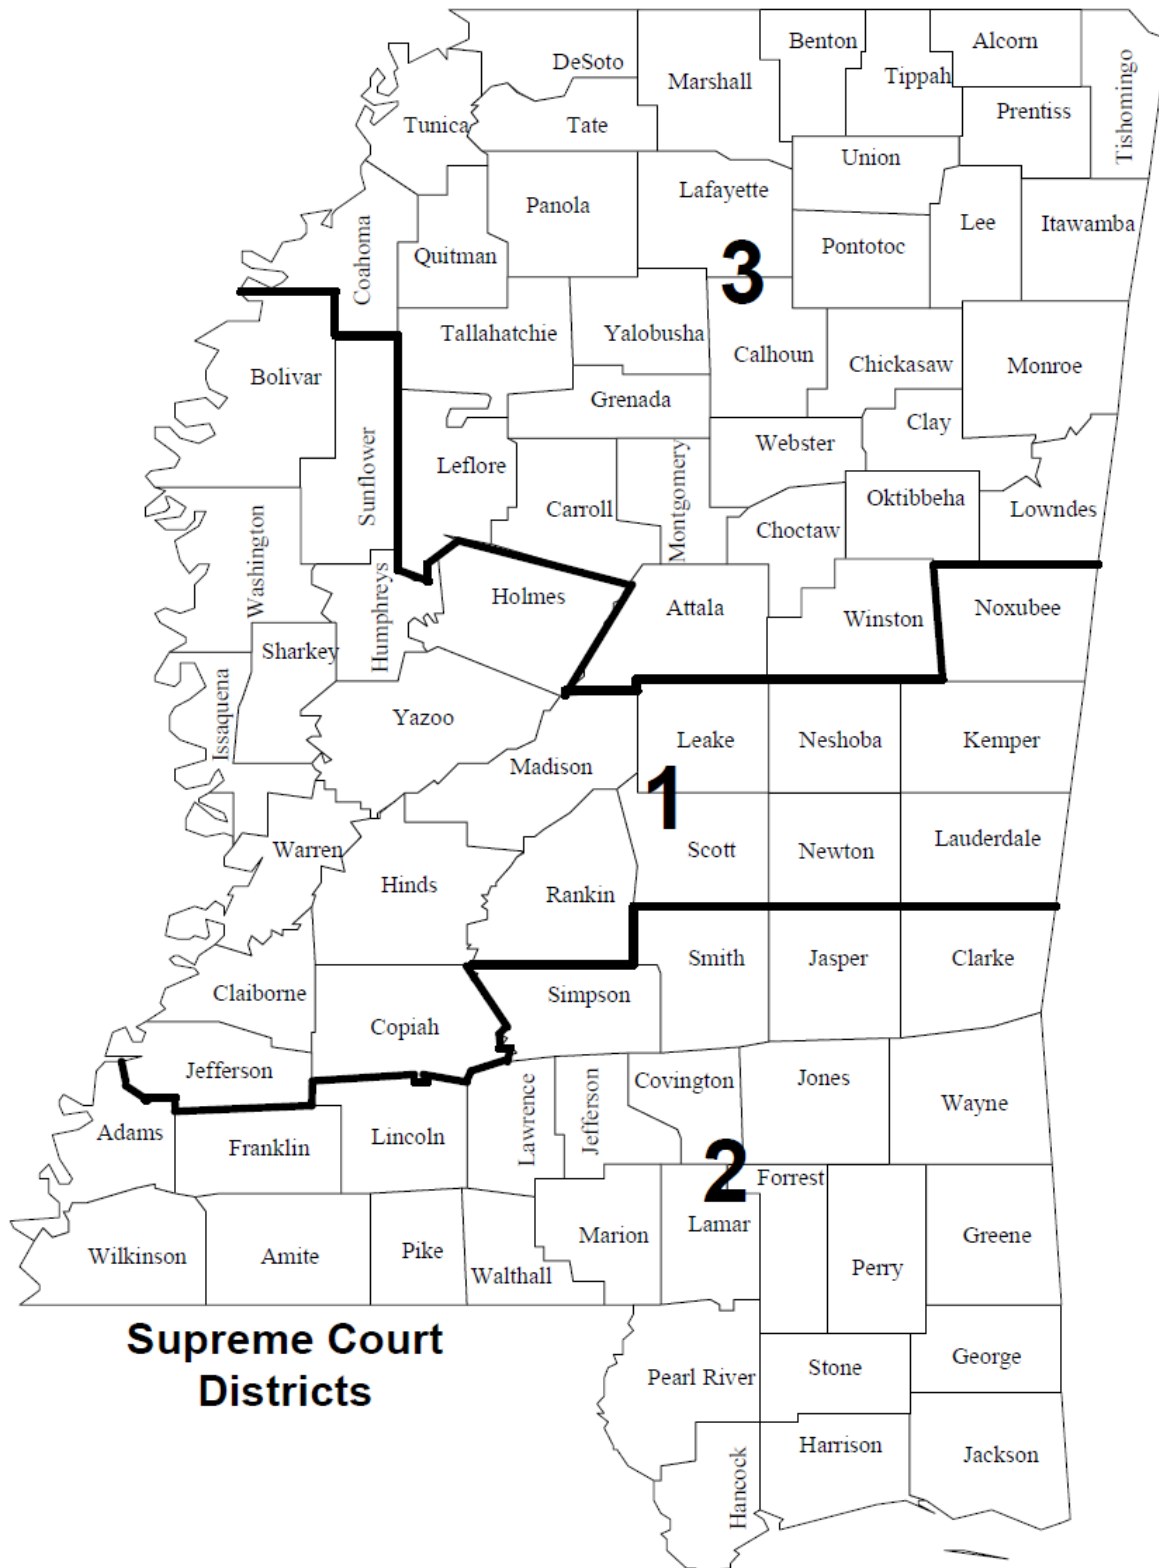 Benton
Alcorn
DeSoto
Marshall
Tippah
Tishomingo
Prentiss
Tunica
Tate
Union
Lafayette
Panola
Lee
Itawamba
Pontotoc
Quitman
Coahoma
3
Tallahatchie
Yalobusha
Calhoun
Chickasaw
Monroe
Bolivar
Grenada
Clay
Webster
Leflore
Sunflower
Montgomery
Oktibbeha
Carroll
Lowndes
Choctaw
Washington
Holmes
Attala
Noxubee
Winston
Humphreys
Sharkey
Issaquena
Yazoo
Leake
Neshoba
Kemper
Madison
1
Warren
Scott
Newton
Lauderdale
Hinds
Rankin
Smith
Jasper
Clarke
Claiborne
Simpson
Copiah
Jefferson
Covington
Jones
Lawrence
Jefferson
Wayne
Adams
Franklin
Lincoln
2
Forrest
Lamar
Marion
Greene
Wilkinson
Amite
Pike
Walthall
Perry
Supreme Court
Districts
Pearl River
Stone
George
Harrison
Jackson
Hancock